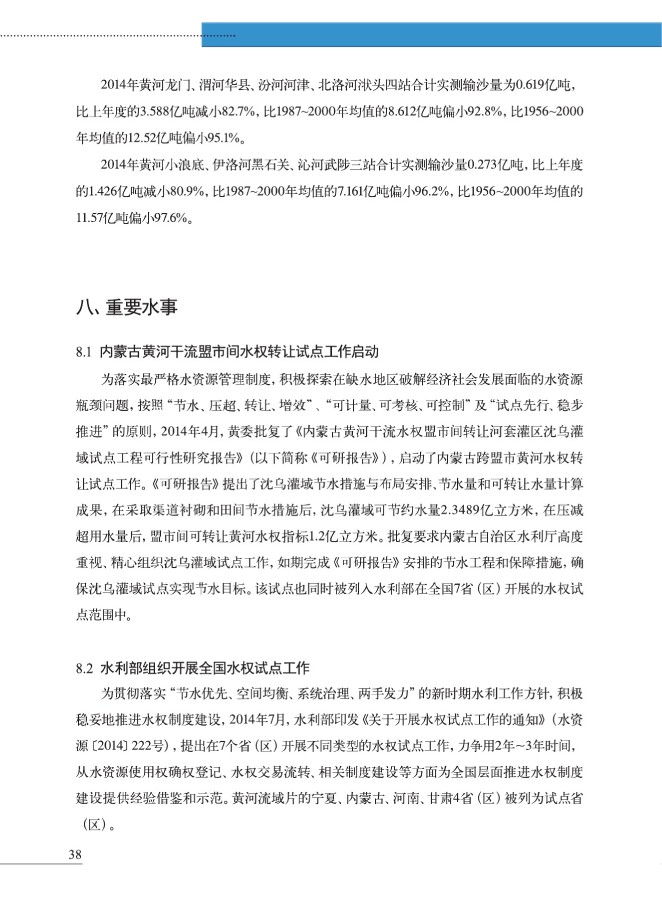 2014年黄河龙门、渭河华县、汾河河津、北洛河洑头四站合计实测输沙量为0.619亿吨，
比上年度的3.588亿吨减小82.7%，比1987~2000年均值的8.612亿吨偏小92.8%，比1956~2000
年均值的12.52亿吨偏小95.1%。
2014年黄河小浪底、伊洛河黑石关、沁河武陟三站合计实测输沙量0.273亿吨，比上年度
的1.426亿吨减小80.9%，比1987~2000年均值的7.161亿吨偏小96.2%，比1956~2000年均值的
11.57亿吨偏小97.6%。
八、重要水事
8.1 内蒙古黄河干流盟市间水权转让试点工作启动
为落实最严格水资源管理制度，积极探索在缺水地区破解经济社会发展面临的水资源
瓶颈问题，按照“节水、压超、转让、增效”、“可计量、可考核、可控制”及“试点先行、稳步
推进”的原则，2014年4月，黄委批复了《内蒙古黄河干流水权盟市间转让河套灌区沈乌灌
域试点工程可行性研究报告》（以下简称《可研报告》），启动了内蒙古跨盟市黄河水权转
让试点工作。《可研报告》提出了沈乌灌域节水措施与布局安排、节水量和可转让水量计算
成果，在采取渠道衬砌和田间节水措施后，沈乌灌域可节约水量2.3489亿立方米，在压减
超用水量后，盟市间可转让黄河水权指标1.2亿立方米。批复要求内蒙古自治区水利厅高度
重视、精心组织沈乌灌域试点工作，如期完成《可研报告》安排的节水工程和保障措施，确
保沈乌灌域试点实现节水目标。该试点也同时被列入水利部在全国7省（区）开展的水权试
点范围中。
8.2 水利部组织开展全国水权试点工作
为贯彻落实“节水优先、空间均衡、系统治理、两手发力”的新时期水利工作方针，积极
稳妥地推进水权制度建设，2014年7月，水利部印发《关于开展水权试点工作的通知》（水资
源〔2014〕222号），提出在7个省（区）开展不同类型的水权试点工作，力争用2年~3年时间，
从水资源使用权确权登记、水权交易流转、相关制度建设等方面为全国层面推进水权制度
建设提供经验借鉴和示范。黄河流域片的宁夏、内蒙古、河南、甘肃4省（区）被列为试点省
（区）。
38